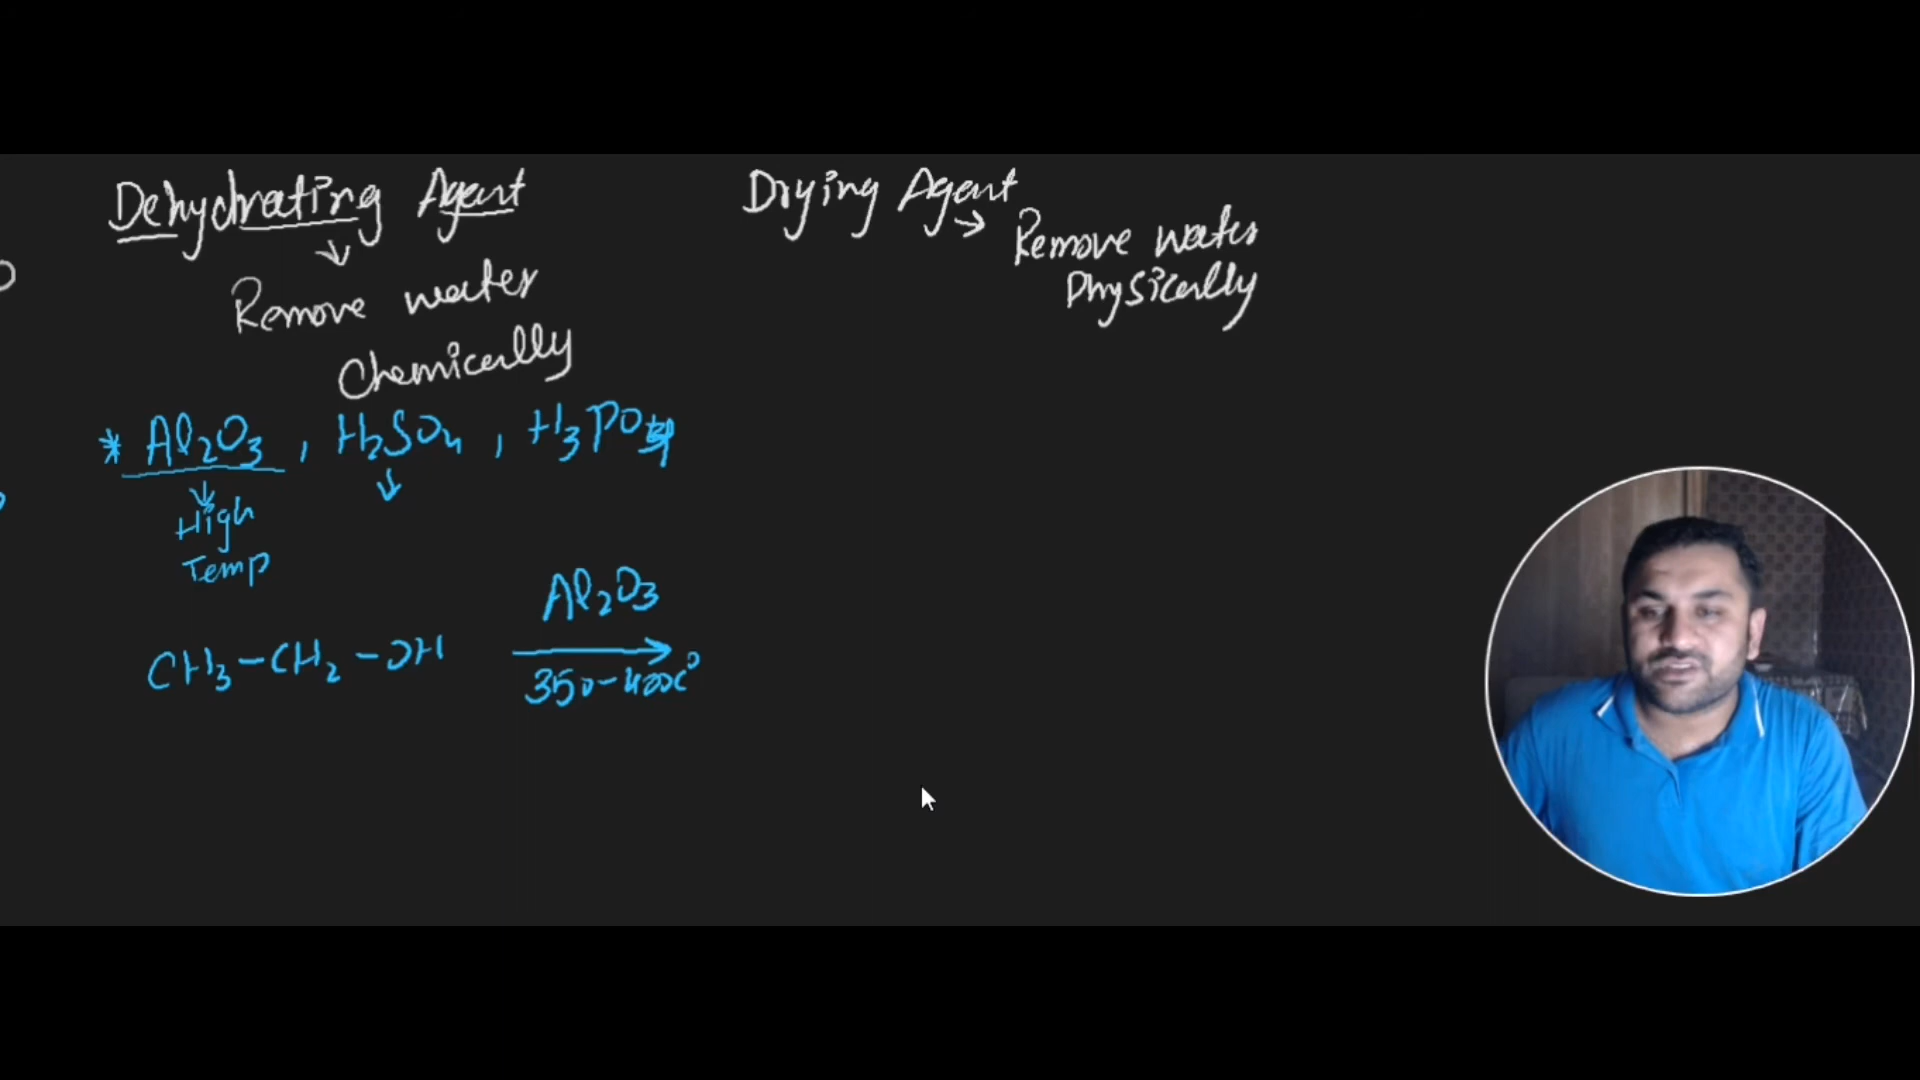 Dehydrating Agent
Remove water
Chemically
* Al2O3 , H2SO4 , H3PO4
High
Temp
CH3-CH2-OH
Al2O3
350-400C°
Drying Agent
Remove water
Physically